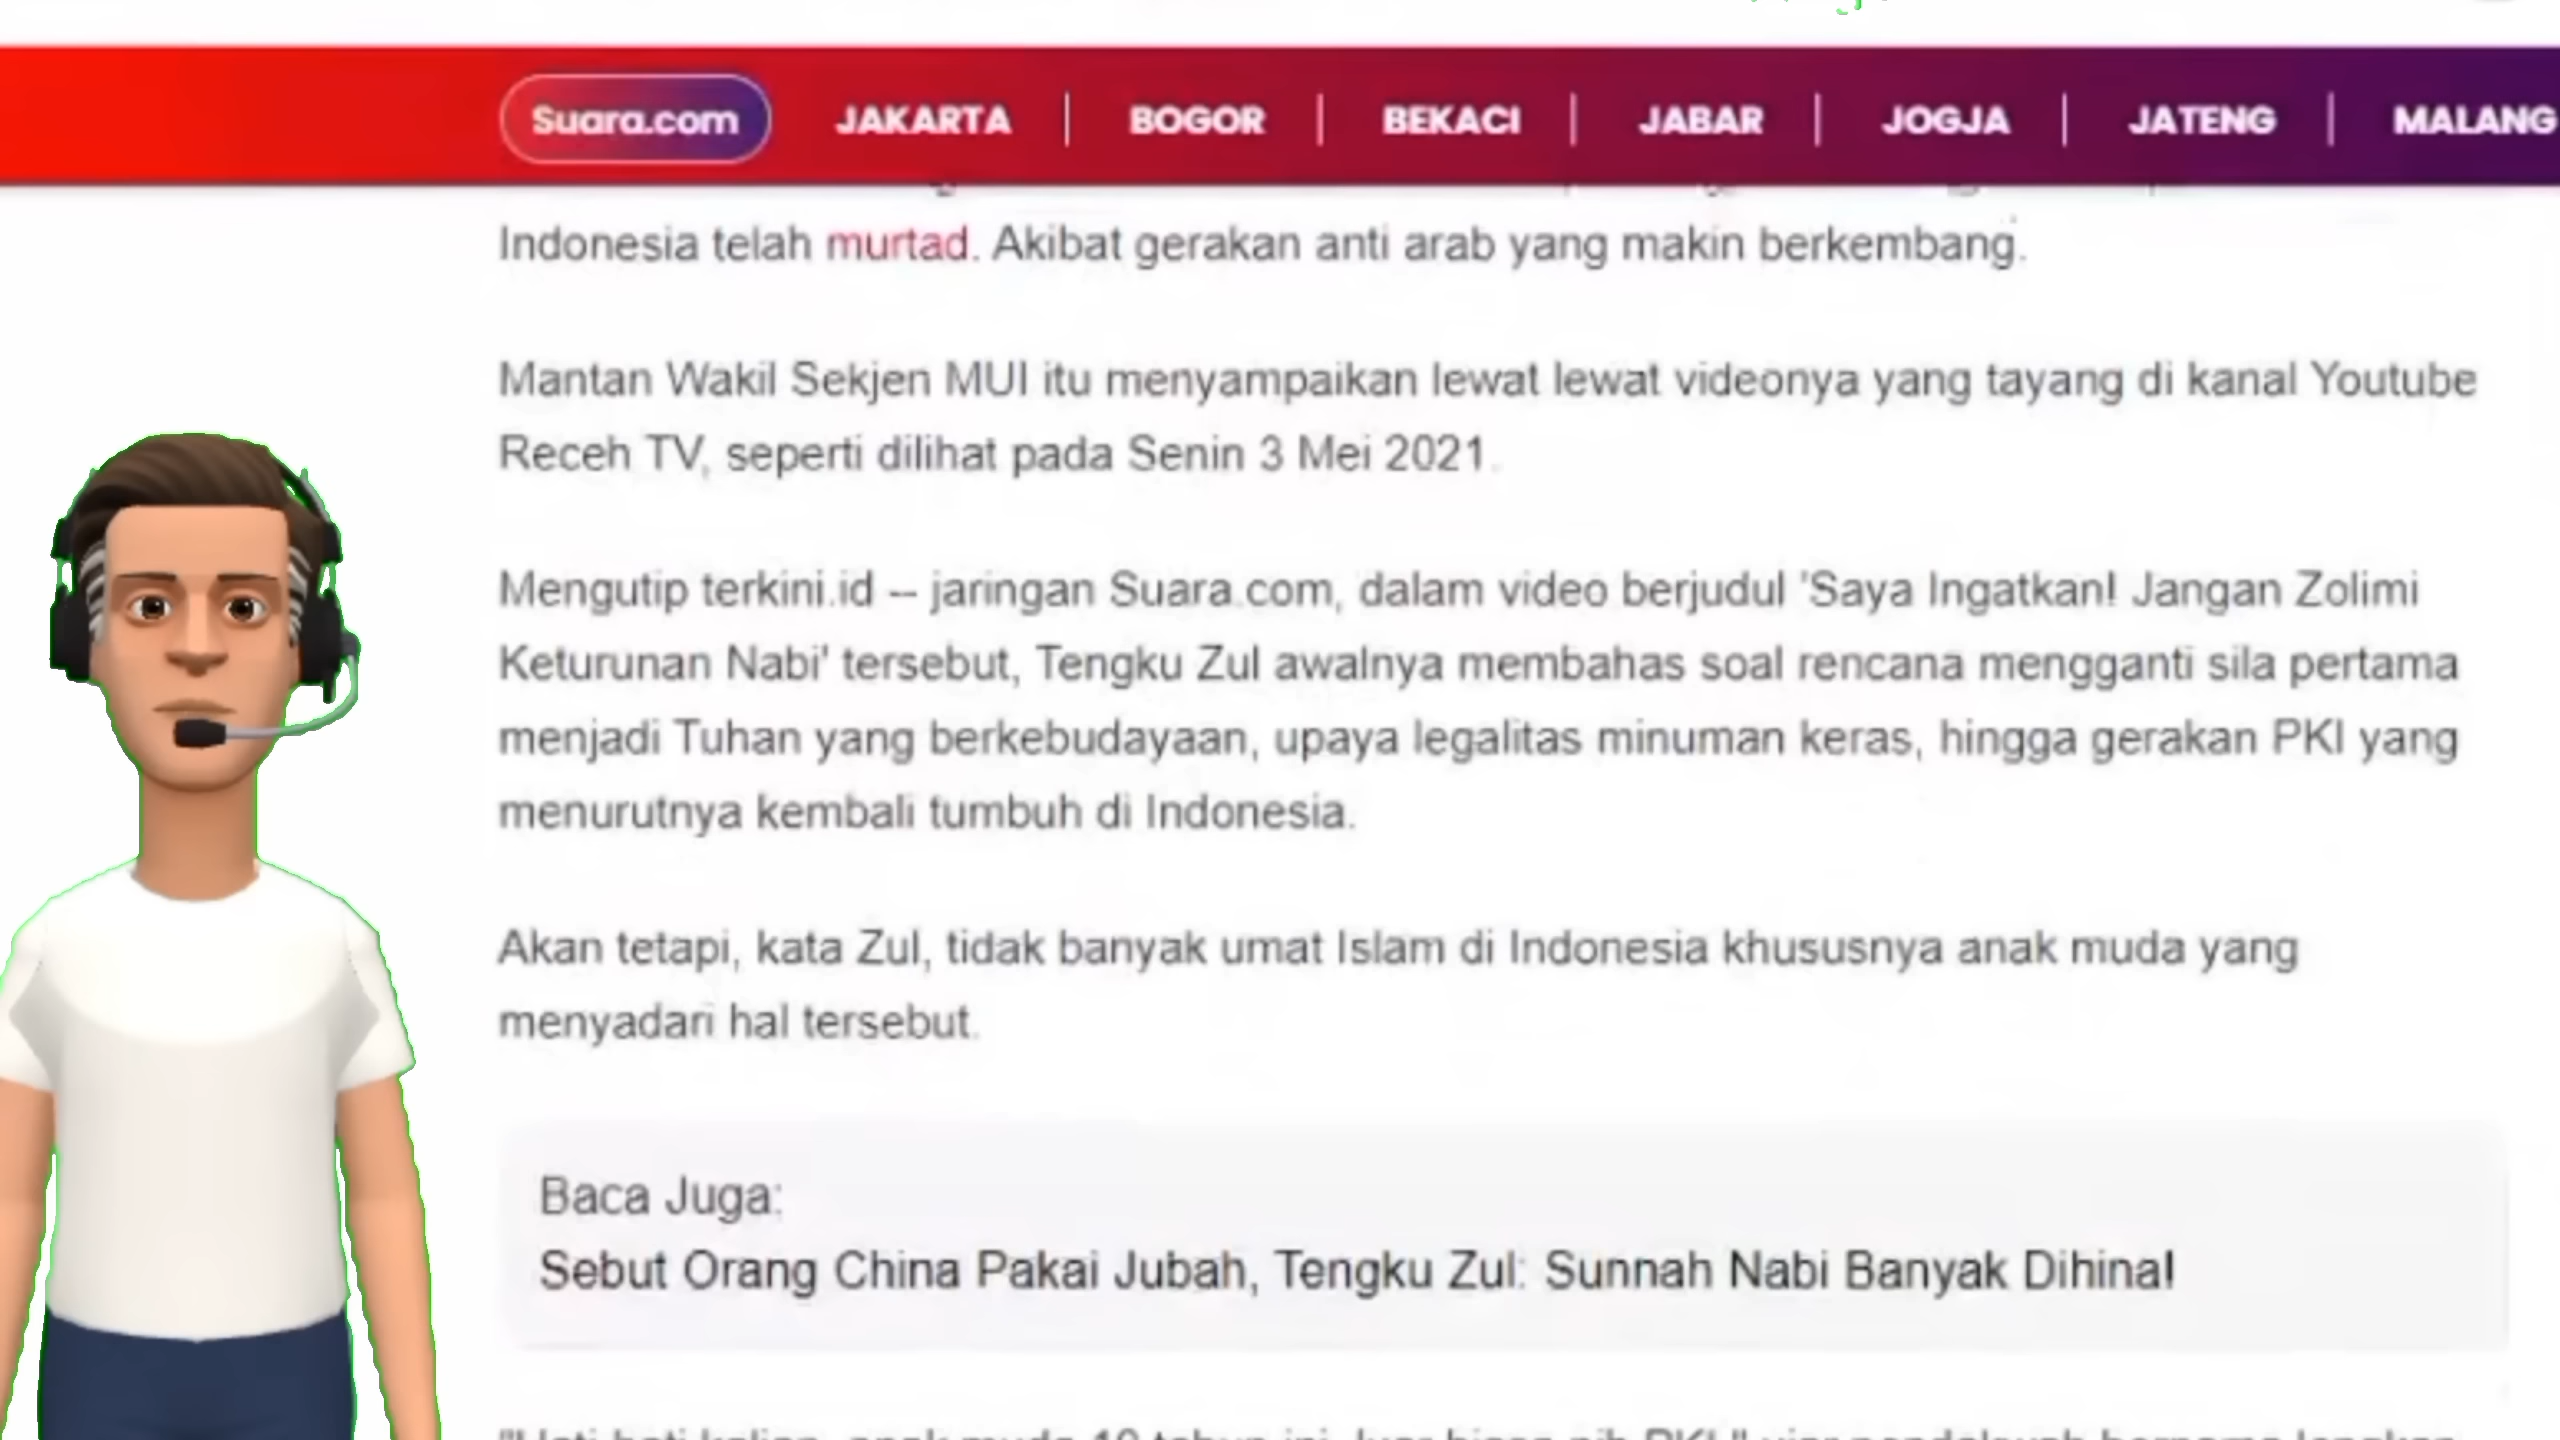 Suara.com JAKARTA | BOGOR | BEKACI | JABAR | JOGJA | JATENG | MALANG
Indonesia telah murtad. Akibat gerakan anti arab yang makin berkembang.
Mantan Wakil Sekjen MUI itu menyampaikan lewat lewat videonya yang tayang di kanal Youtube
Receh TV, seperti dilihat pada Senin 3 Mei 2021.
Mengutip terkini.id -- jaringan Suara.com, dalam video berjudul 'Saya Ingatkan! Jangan Zolimi
Keturunan Nabi' tersebut, Tengku Zul awalnya membahas soal rencana mengganti sila pertama
menjadi Tuhan yang berkebudayaan, upaya legalitas minuman keras, hingga gerakan PKI yang
menurutnya kembali tumbuh di Indonesia.
Akan tetapi, kata Zul, tidak banyak umat Islam di Indonesia khususnya anak muda yang
menyadari hal tersebut.
Baca Juga:
Sebut Orang China Pakai Jubah, Tengku Zul: Sunnah Nabi Banyak Dihina!